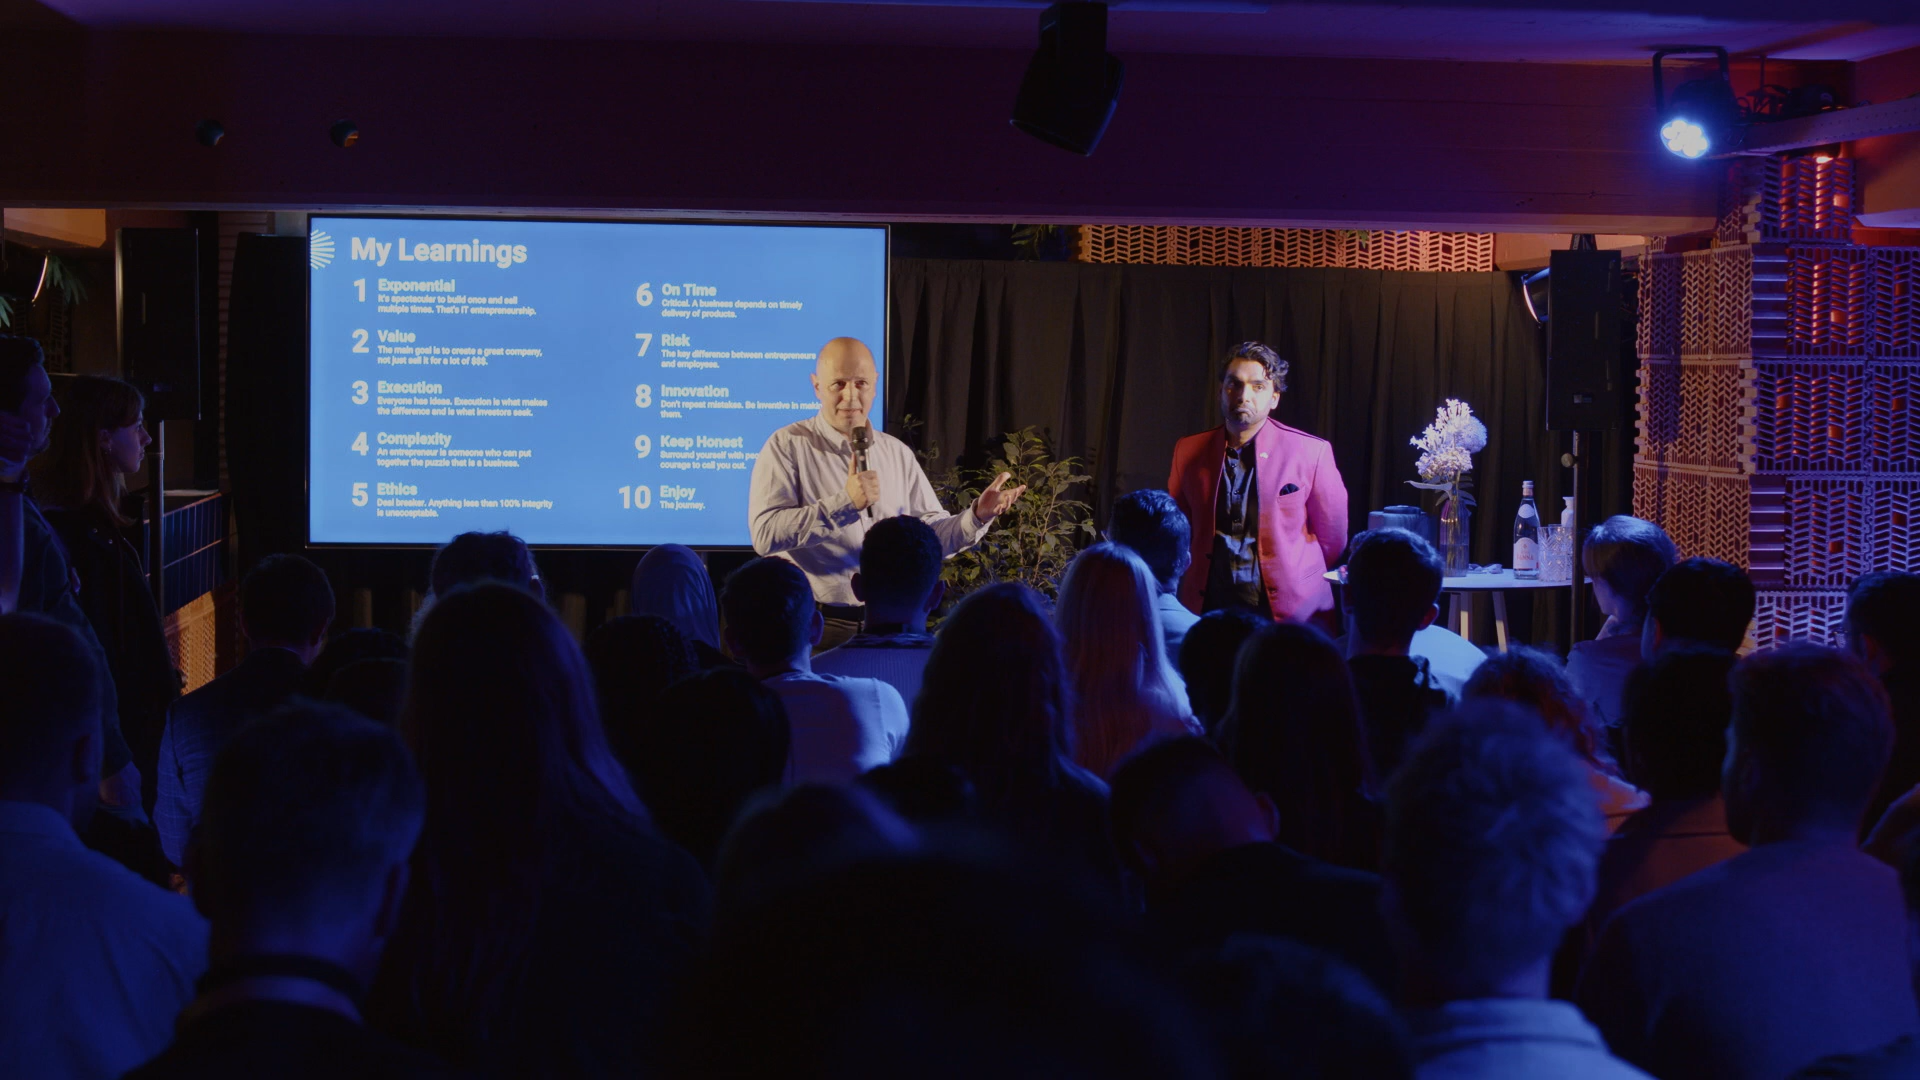 My Learnings
1 Exponential
It's spectacular to build once and sell
multiple times. That's IT entrepreneurship.
2 Value
The main goal is to create a great company,
not just sell it for a lot of $$$.
3 Execution
Everyone has ideas. Execution is what makes
the difference and is what investors seek.
4 Complexity
An entrepreneur is someone who can put
together the puzzle that is a business.
5 Ethics
Deal breaker. Anything less than 100% integrity
is unacceptable.
6 On Time
Critical. A business depends on timely
delivery of products.
7 Risk
The key difference between entrepreneurs
and employees.
8 Innovation
Don't repeat mistakes. Be inventive in
them.
9 Keep Honest
Surround yourself with
courage to call you out.
10 Enjoy
The journey.